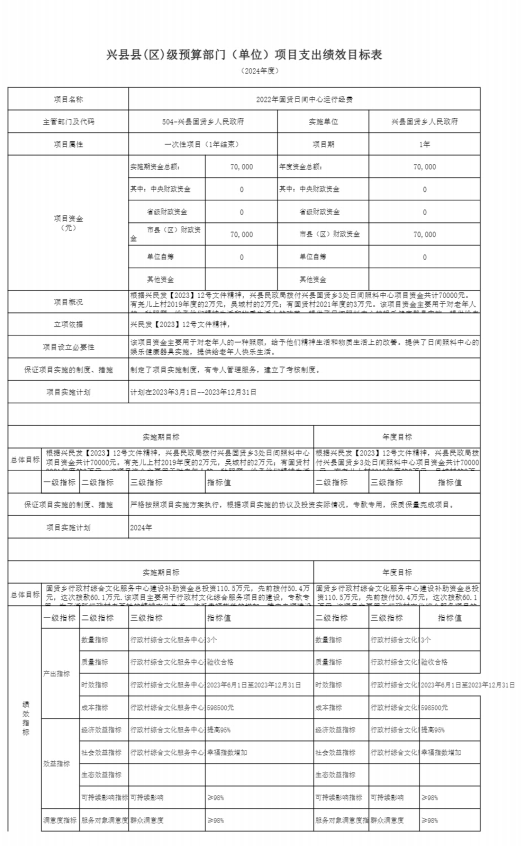 兴县县(区)级预算部门（单位）项目支出绩效目标表
（2024年度）
项目名称 2022年固贤日间中心运行经费
主管部门及代码 504-兴县固贤乡人民政府 实施单位 兴县固贤乡人民政府
项目属性 一次性项目（1年结束） 项目期 1年
项目资金（元）
实施期资金总额： 70,000 年度资金总额： 70,000
其中：中央财政资金 0 其中：中央财政资金 0
省级财政资金 0 省级财政资金 0
市县（区）财政资金 70,000 市县（区）财政资金 70,000
单位自筹 0 单位自筹 0
其他资金 其他资金
项目概况
根据兴民发【2023】12号文件精神，兴县民政局拨付兴县固贤乡3处日间照料中心项目资金共计70000元。
有尧儿上村2019年度的2万元，吴城村的2万元；有固贤村2021年度的3万元。该项目资金主要用于对老年人
立项依据 兴民发【2023】12号文件精神。
项目设立必要性
该项目资金主要用于对老年人的一种照顾，给予他们精神生活和物质生活上的改善，提供了日间照料中心的
娱乐健康器具实施，提供给老年人快乐生活。
保证项目实施的制度、措施 制定了项目实施制度，有专人管理服务，建立了考核制度。
项目实施计划 计划在2023年3月1日--2023年12月31日
实施期目标 年度目标
总体目标
根据兴民发【2023】12号文件精神，兴县民政局拨付兴县固贤乡3处日间照料中心 根据兴民发【2023】12号文件精神，兴县民政局拨
项目资金共计70000元。有尧儿上村2019年度的2万元，吴城村的2万元；有固贤村 付兴县固贤乡3处日间照料中心项目资金共计70000
一级指标 二级指标 三级指标 指标值 二级指标 三级指标 指标值
保证项目实施的制度、措施 严格按照项目实施方案执行，根据项目实施的协议及投资实际情况，专款专用，保质保量完成项目。
项目实施计划 2024年
实施期目标 年度目标
总体目标
固贤乡行政村综合文化服务中心建设补助资金总投资110.5万元，先前拨付50.4万 固贤乡行政村综合文化服务中心建设补助资金总投
元，这次拨款60.1万元.该项目主要用于行政村文化综合服务项目的建设，专款专 资110.5万元，先前拨付50.4万元，这次拨款60.1
一级指标 二级指标 三级指标 指标值 二级指标 三级指标 指标值
绩效指标
产出指标
数量指标 行政村综合文化服务中心 3个 数量指标 行政村综合文化 3个
质量指标 行政村综合文化服务中心 验收合格 质量指标 行政村综合文化 验收合格
时效指标 行政村综合文化服务中心 2023年6月1日至2023年12月31日 时效指标 行政村综合文化 2023年6月1日至2023年12月31日
成本指标 行政村综合文化服务中心 598500元 成本指标 行政村综合文化 598500元
效益指标
经济效益指标 行政村综合文化服务中心 提高95% 经济效益指标 行政村综合文化 提高95%
社会效益指标 行政村综合文化服务中心 幸福指数增加 社会效益指标 行政村综合文化 幸福指数增加
生态效益指标 生态效益指标
可持续影响指标 可持续影响 ≥98% 可持续影响指标 可持续影响 ≥98%
满意度指标 服务对象满意度 群众满意度 ≥98% 服务对象满意度指 群众满意度 ≥98%